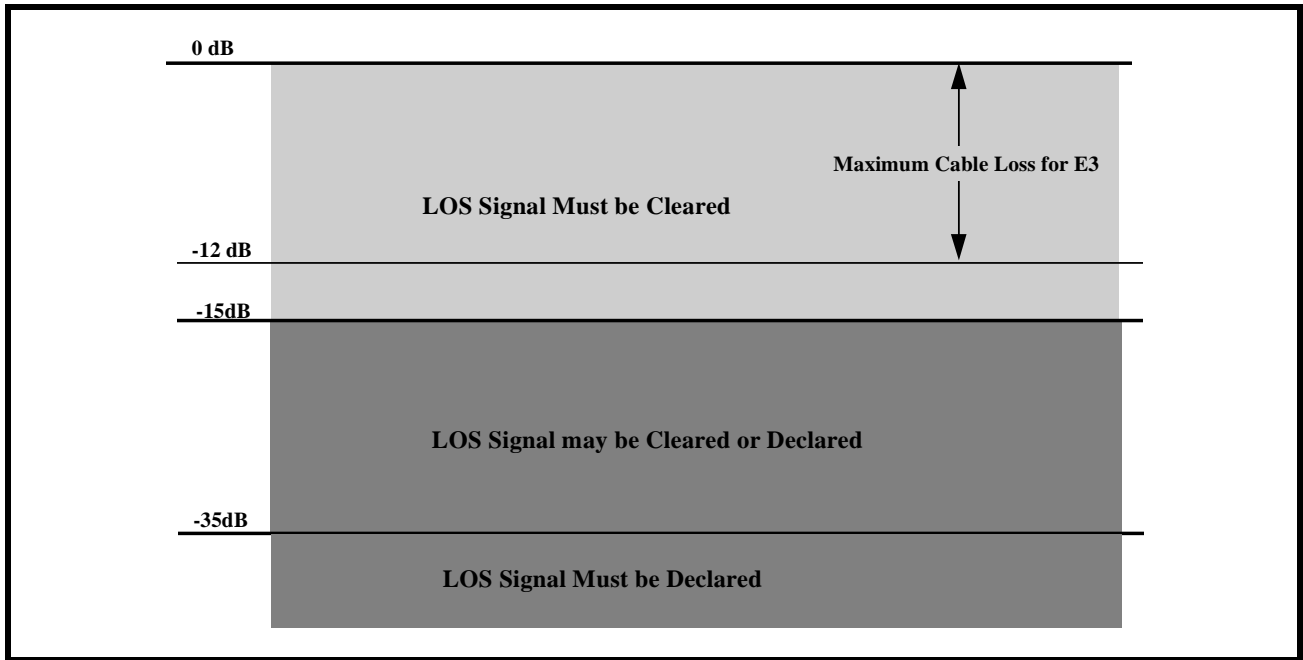 0 dB
Maximum Cable Loss for E3
LOS Signal Must be Cleared
-12 dB
-15dB
LOS Signal may be Cleared or Declared
-35dB
LOS Signal Must be Declared